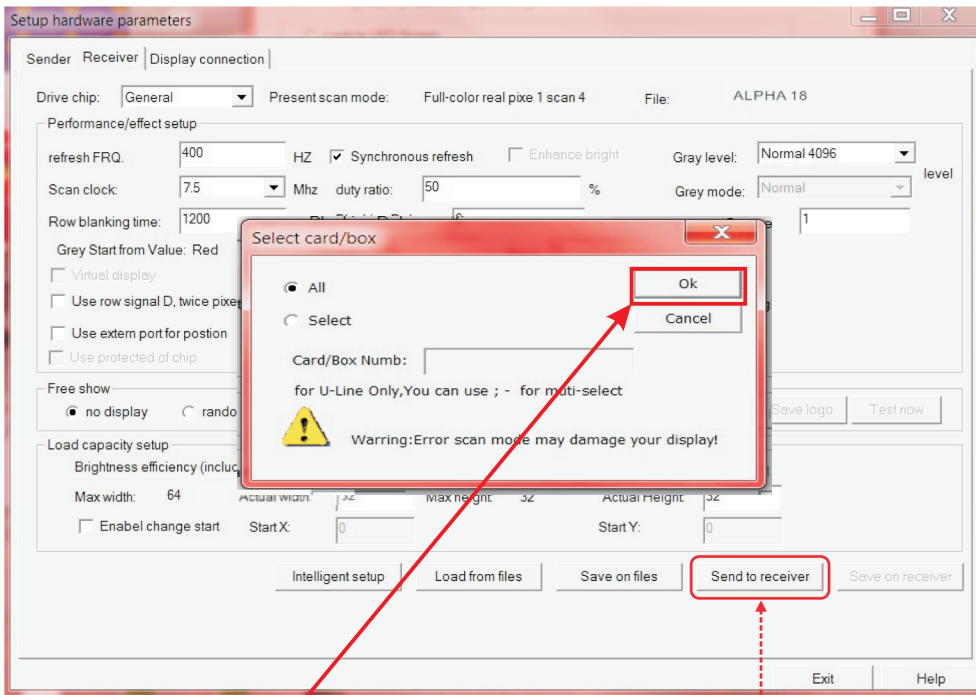 Setup hardware parameters
Sender Receiver Display connection
Drive chip: General Present scan mode: Full-color real pixe 1 scan 4 File: ALPHA 18
Performance/effect setup
refresh FRQ. 400 HZ Synchronous refresh Enhance bright Gray level: Normal 4096 level
Scan clock: 7.5 Mhz duty ratio: 50 % Grey mode: Normal
Row blanking time: 1200 1
Grey Start from Value: Red
Virtual display
Use row signal D, twice pixe
Use extern port for postion
Use protected of chip
Select card/box
All Ok
Select Cancel
Card/Box Numb:
for U-Line Only,You can use ; - for muti-select
Warring:Error scan mode may damage your display!
Free show
no display rando Save logo Test now
Load capacity setup
Brightness efficiency (incluc
Max width: 64 Actual width: 32 Max height: 32 Actual Height: 32
Enabel change start Start X: 0 Start Y: 0
Intelligent setup Load from files Save on files Send to receiver Save on receiver
Exit Help